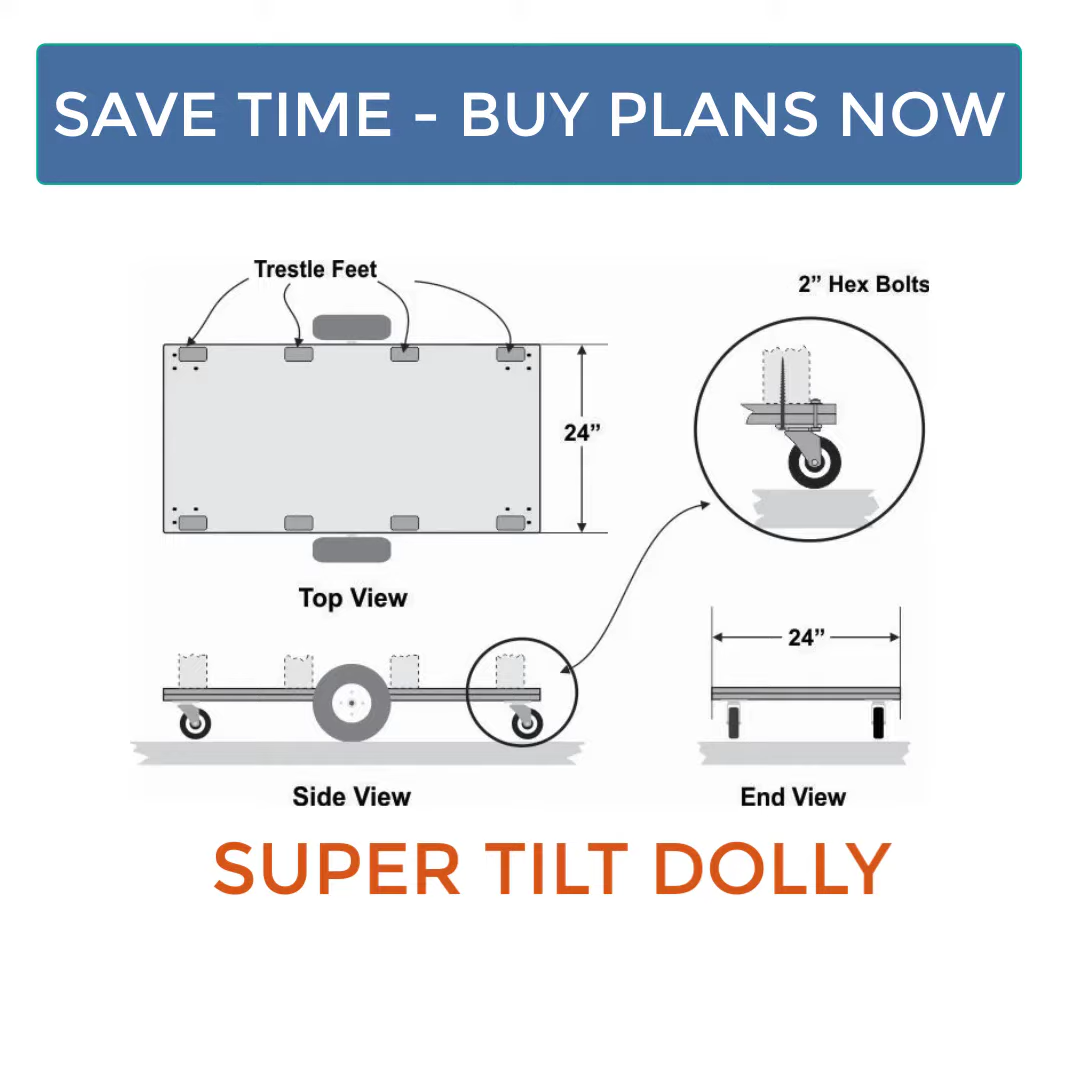 SAVE TIME - BUY PLANS NOW
Trestle Feet
2” Hex Bolts
24”
Top View
24”
Side View
End View
SUPER TILT DOLLY